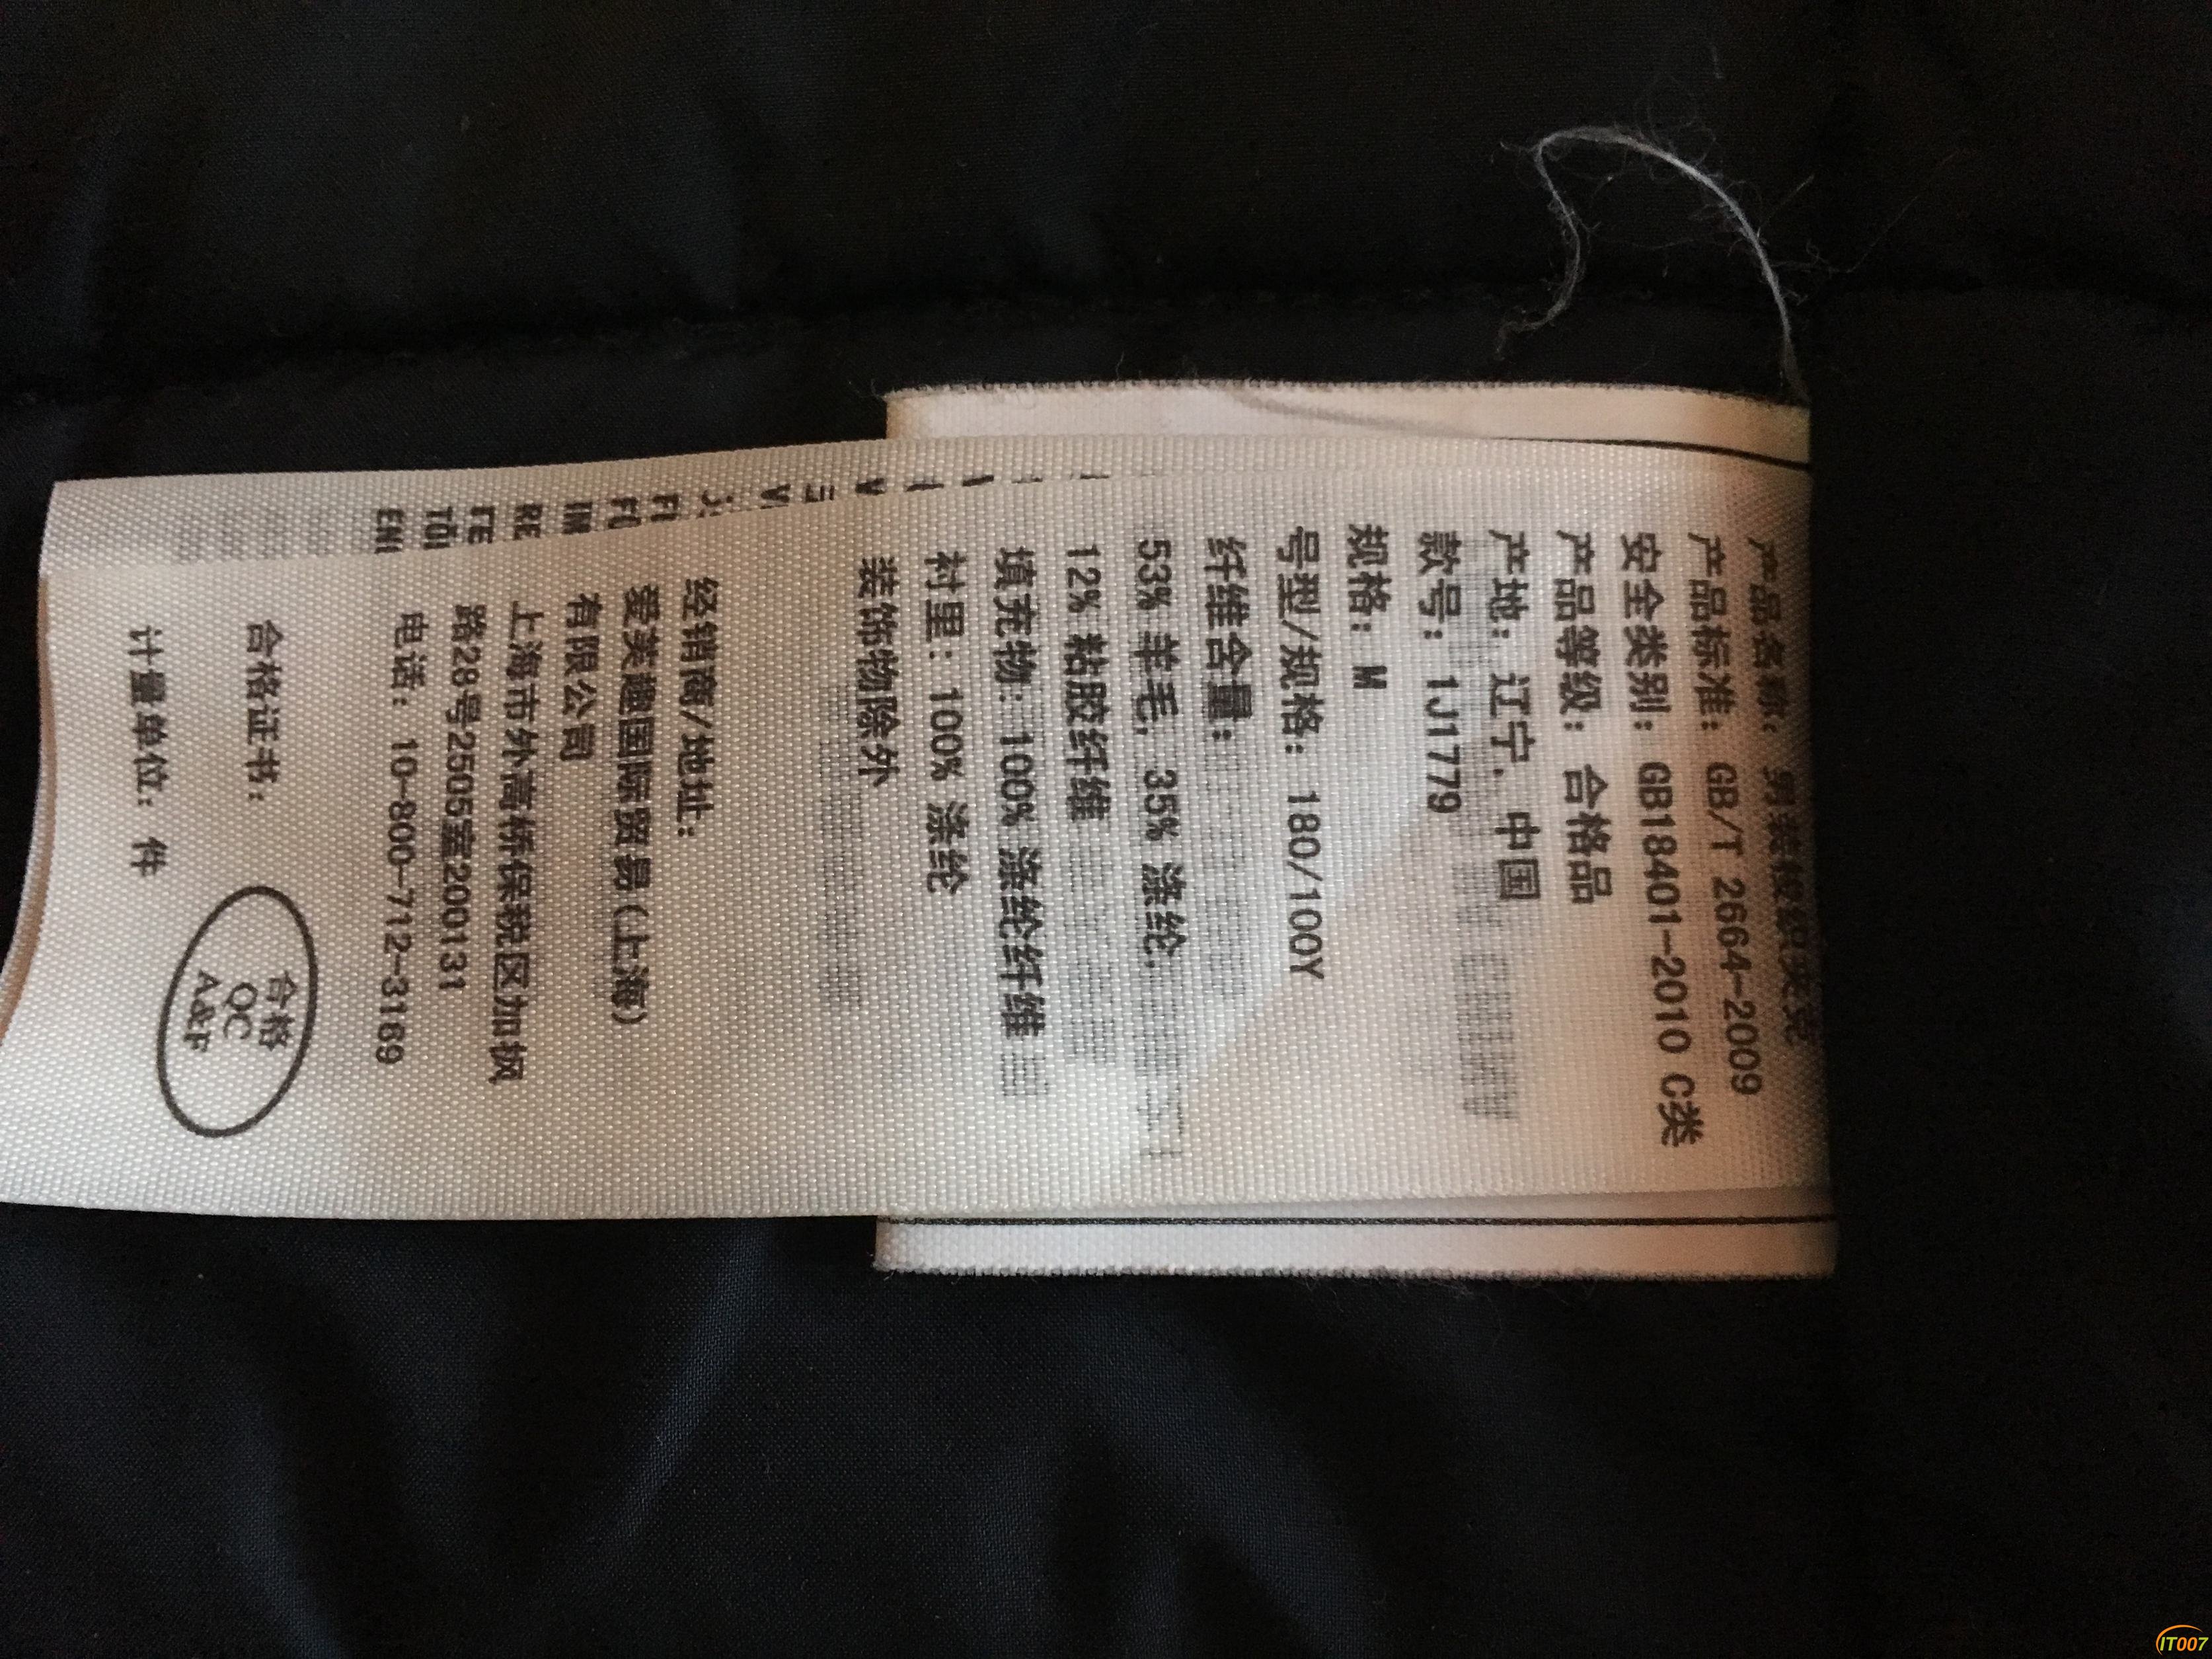 产品名称: 男装梭织夹克
产品标准: GB/T 2664-2009
安全类别: GB18401-2010 C类
产品等级: 合格品
产地: 辽宁, 中国
款号: 1J1779
规格: M
号型/规格: 180/100Y
纤维含量:
53% 羊毛, 35% 涤纶,
12% 粘胶纤维
填充物: 100% 涤纶纤维
衬里: 100% 涤纶
装饰物除外
经销商/地址:
爱芙趣国际贸易(上海)
有限公司
上海市外高桥保税区加枫
路28号2505室200131
电话: 10-800-712-3169
合格证书:
合格
QC
A&F
计量单位: 件
IT007